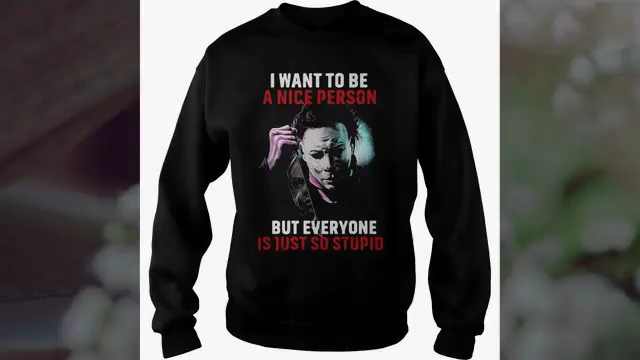 I WANT TO BE
A NICE PERSON
BUT EVERYONE
IS JUST SO STUPID